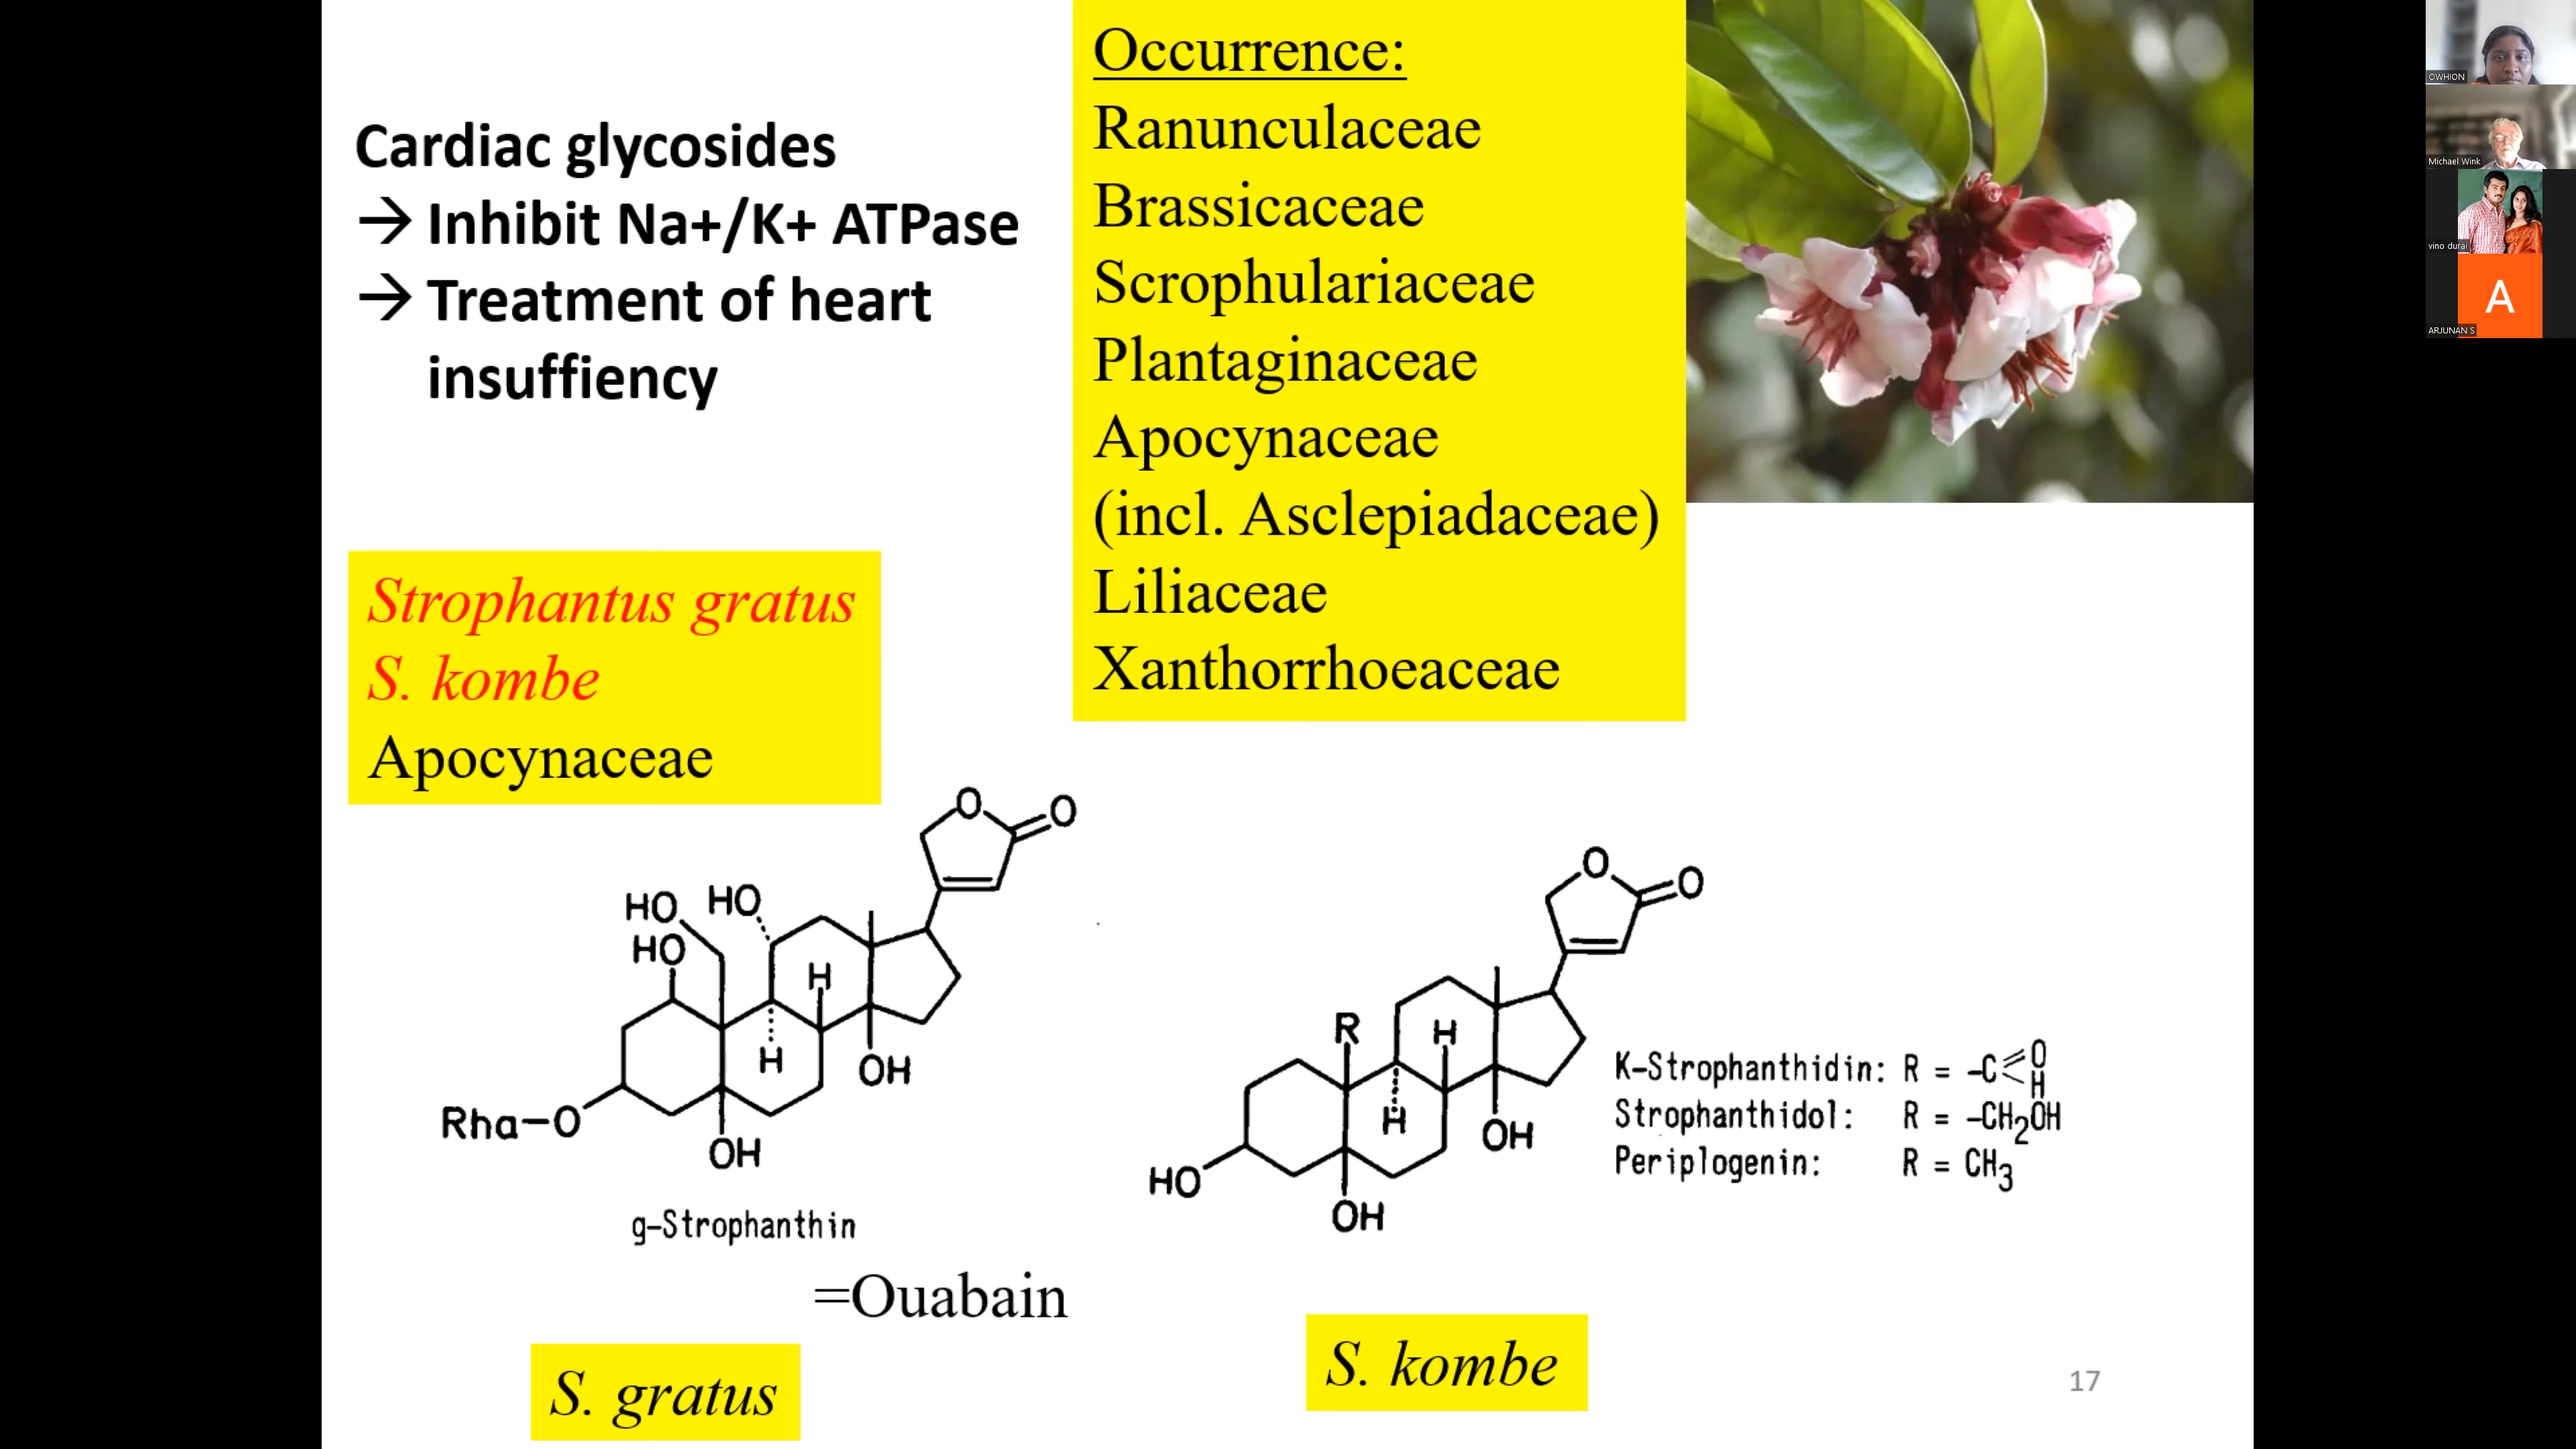 Cardiac glycosides
→ Inhibit Na+/K+ ATPase
→ Treatment of heart
insuffiency
Occurrence:
Ranunculaceae
Brassicaceae
Scrophulariaceae
Plantaginaceae
Apocynaceae
(incl. Asclepiadaceae)
Liliaceae
Xanthorrhoeaceae
Strophantus gratus
S. kombe
Apocynaceae
O
O
HO
HO
HO
H
H
OH
Rha–O
OH
g–Strophanthin
=Ouabain
S. gratus
O
O
R
H
H
OH
HO
OH
K–Strophanthidin: R = –C O H
Strophanthidol: R = –CH2OH
Periplogenin: R = CH3
S. kombe
17
OWHION
Michael Wink
vino durai
A
ARJUNAN S